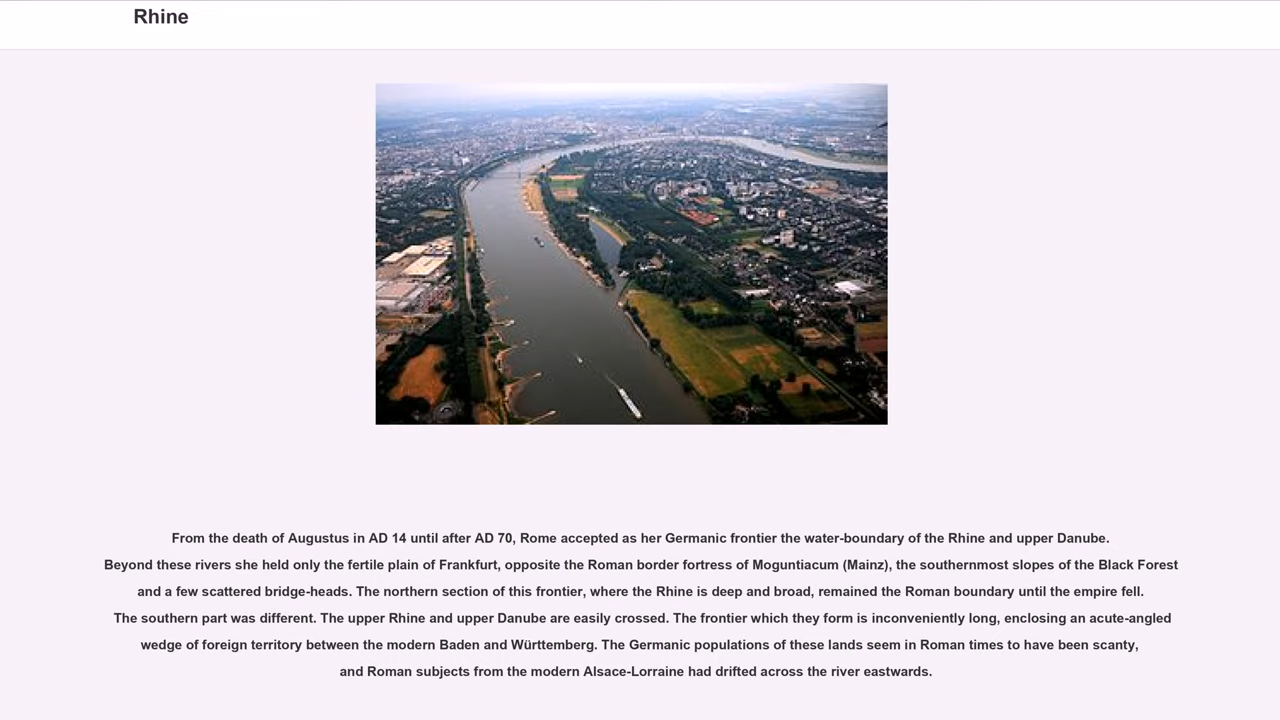 Rhine
From the death of Augustus in AD 14 until after AD 70, Rome accepted as her Germanic frontier the water-boundary of the Rhine and upper Danube.
Beyond these rivers she held only the fertile plain of Frankfurt, opposite the Roman border fortress of Moguntiacum (Mainz), the southernmost slopes of the Black Forest
and a few scattered bridge-heads. The northern section of this frontier, where the Rhine is deep and broad, remained the Roman boundary until the empire fell.
The southern part was different. The upper Rhine and upper Danube are easily crossed. The frontier which they form is inconveniently long, enclosing an acute-angled
wedge of foreign territory between the modern Baden and Württemberg. The Germanic populations of these lands seem in Roman times to have been scanty,
and Roman subjects from the modern Alsace-Lorraine had drifted across the river eastwards.